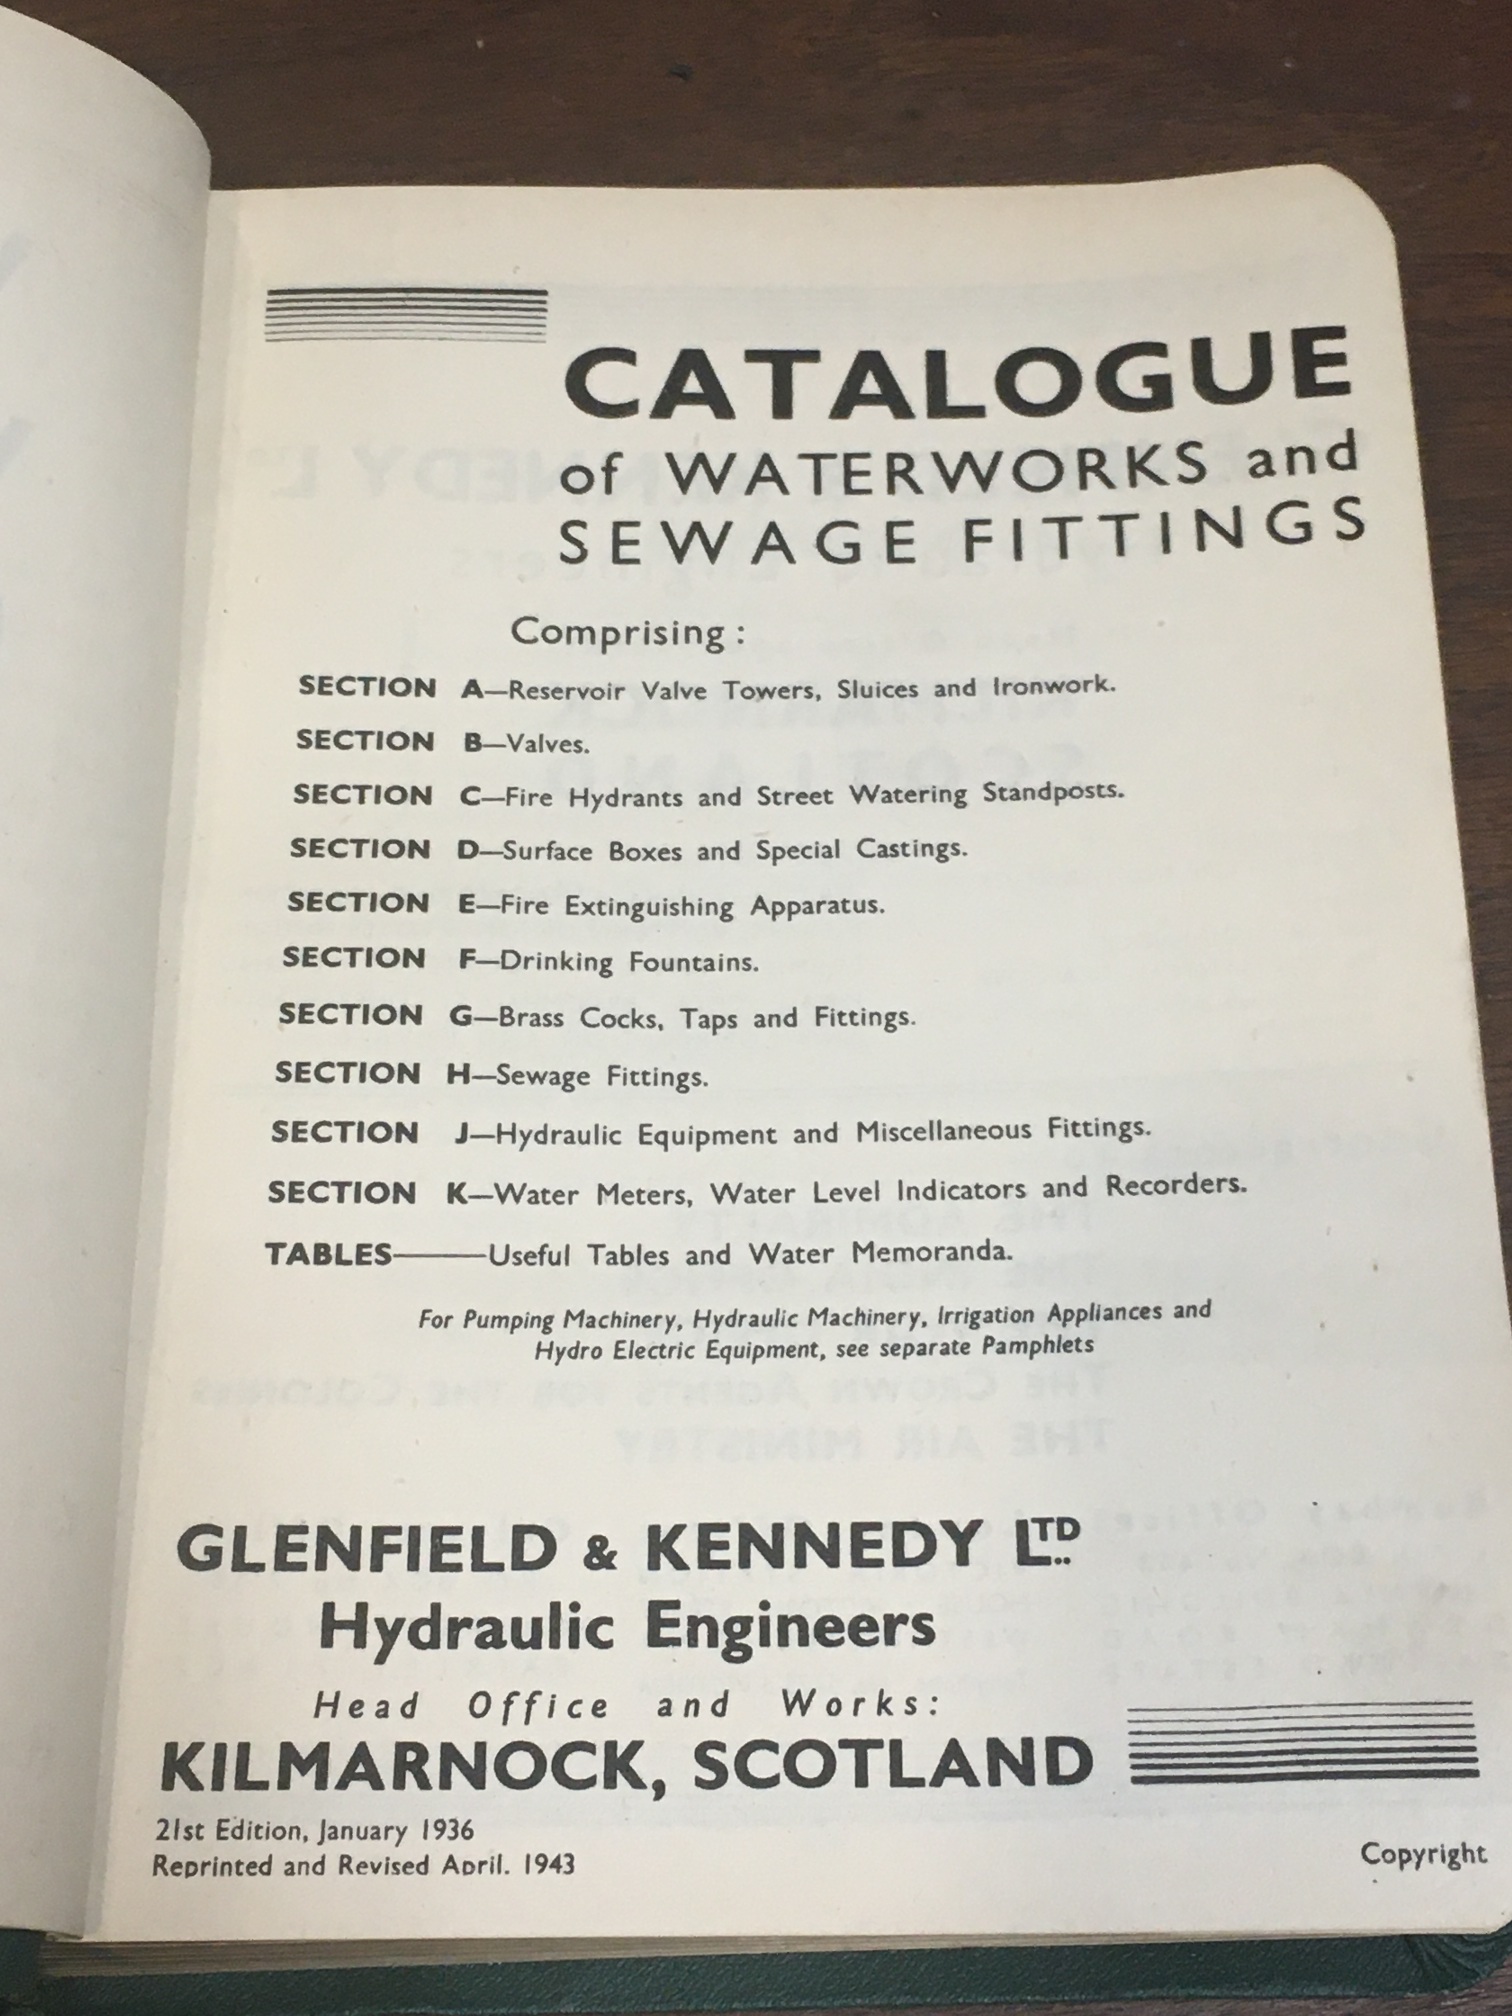 CATALOGUE
of WATERWORKS and
SEWAGE FITTINGS
Comprising :
SECTION A—Reservoir Valve Towers, Sluices and Ironwork.
SECTION B—Valves.
SECTION C—Fire Hydrants and Street Watering Standposts.
SECTION D—Surface Boxes and Special Castings.
SECTION E—Fire Extinguishing Apparatus.
SECTION F—Drinking Fountains.
SECTION G—Brass Cocks, Taps and Fittings.
SECTION H—Sewage Fittings.
SECTION J—Hydraulic Equipment and Miscellaneous Fittings.
SECTION K—Water Meters, Water Level Indicators and Recorders.
TABLES——Useful Tables and Water Memoranda.
For Pumping Machinery, Hydraulic Machinery, Irrigation Appliances and
Hydro Electric Equipment, see separate Pamphlets
GLENFIELD & KENNEDY LTD.
Hydraulic Engineers
Head Office and Works:
KILMARNOCK, SCOTLAND
21st Edition, January 1936
Reprinted and Revised April. 1943
Copyright